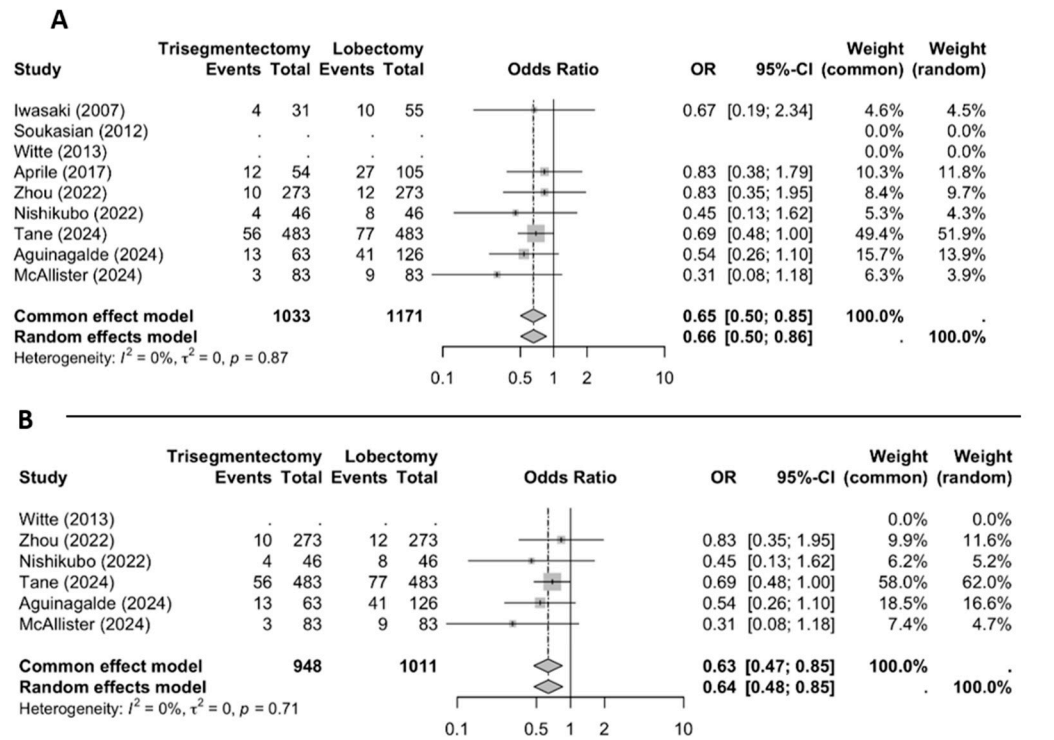 A
Trisegmentectomy Lobectomy Weight Weight
Study Events Total Events Total Odds Ratio OR 95%-CI (common) (random)
Iwasaki (2007) 4 31 10 55 0.67 [0.19; 2.34] 4.6% 4.5%
Soukasian (2012) . . . . 0.0% 0.0%
Witte (2013) . . . . 0.0% 0.0%
Aprile (2017) 12 54 27 105 0.83 [0.38; 1.79] 10.3% 11.8%
Zhou (2022) 10 273 12 273 0.83 [0.35; 1.95] 8.4% 9.7%
Nishikubo (2022) 4 46 8 46 0.45 [0.13; 1.62] 5.3% 4.3%
Tane (2024) 56 483 77 483 0.69 [0.48; 1.00] 49.4% 51.9%
Aguinagalde (2024) 13 63 41 126 0.54 [0.26; 1.10] 15.7% 13.9%
McAllister (2024) 3 83 9 83 0.31 [0.08; 1.18] 6.3% 3.9%
Common effect model 1033 1171 0.65 [0.50; 0.85] 100.0% .
Random effects model 0.66 [0.50; 0.86] . 100.0%
Heterogeneity: I² = 0%, τ² = 0, p = 0.87
0.1 0.5 1 2 10
B
Trisegmentectomy Lobectomy Weight Weight
Study Events Total Events Total Odds Ratio OR 95%-CI (common) (random)
Witte (2013) . . . . 0.0% 0.0%
Zhou (2022) 10 273 12 273 0.83 [0.35; 1.95] 9.9% 11.6%
Nishikubo (2022) 4 46 8 46 0.45 [0.13; 1.62] 6.2% 5.2%
Tane (2024) 56 483 77 483 0.69 [0.48; 1.00] 58.0% 62.0%
Aguinagalde (2024) 13 63 41 126 0.54 [0.26; 1.10] 18.5% 16.6%
McAllister (2024) 3 83 9 83 0.31 [0.08; 1.18] 7.4% 4.7%
Common effect model 948 1011 0.63 [0.47; 0.85] 100.0% .
Random effects model 0.64 [0.48; 0.85] . 100.0%
Heterogeneity: I² = 0%, τ² = 0, p = 0.71
0.1 0.5 1 2 10